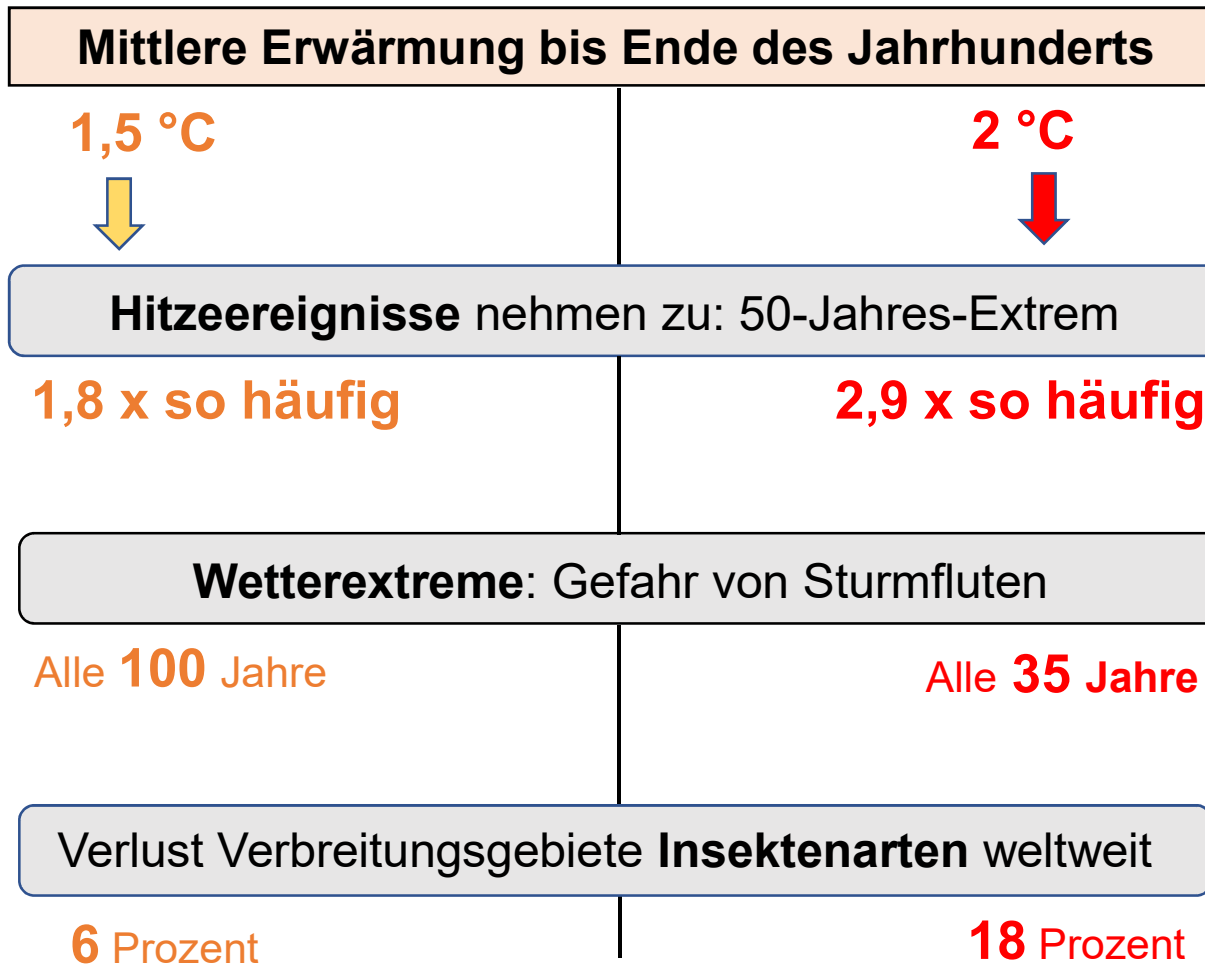 Mittlere Erwärmung bis Ende des Jahrhunderts
1,5 °C
2 °C
Hitzeereignisse nehmen zu: 50-Jahres-Extrem
1,8 x so häufig
2,9 x so häufig
Wetterextreme: Gefahr von Sturmfluten
Alle 100 Jahre
Alle 35 Jahre
Verlust Verbreitungsgebiete Insektenarten weltweit
6 Prozent
18 Prozent